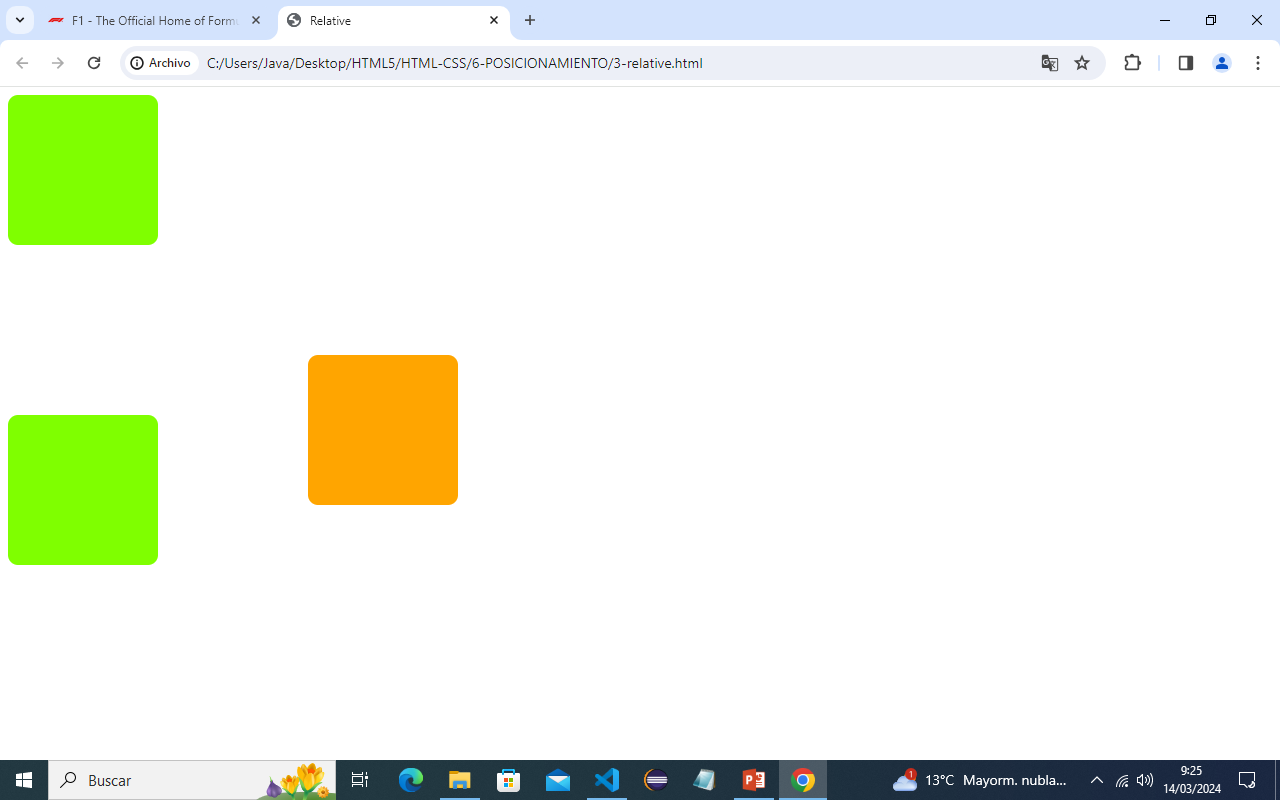 F1 - The Official Home of Form
Relative
Archivo
C:/Users/Java/Desktop/HTML5/HTML-CSS/6-POSICIONAMIENTO/3-relative.html
Buscar
1
13°C Mayorm. nubla...
9:25
14/03/2024